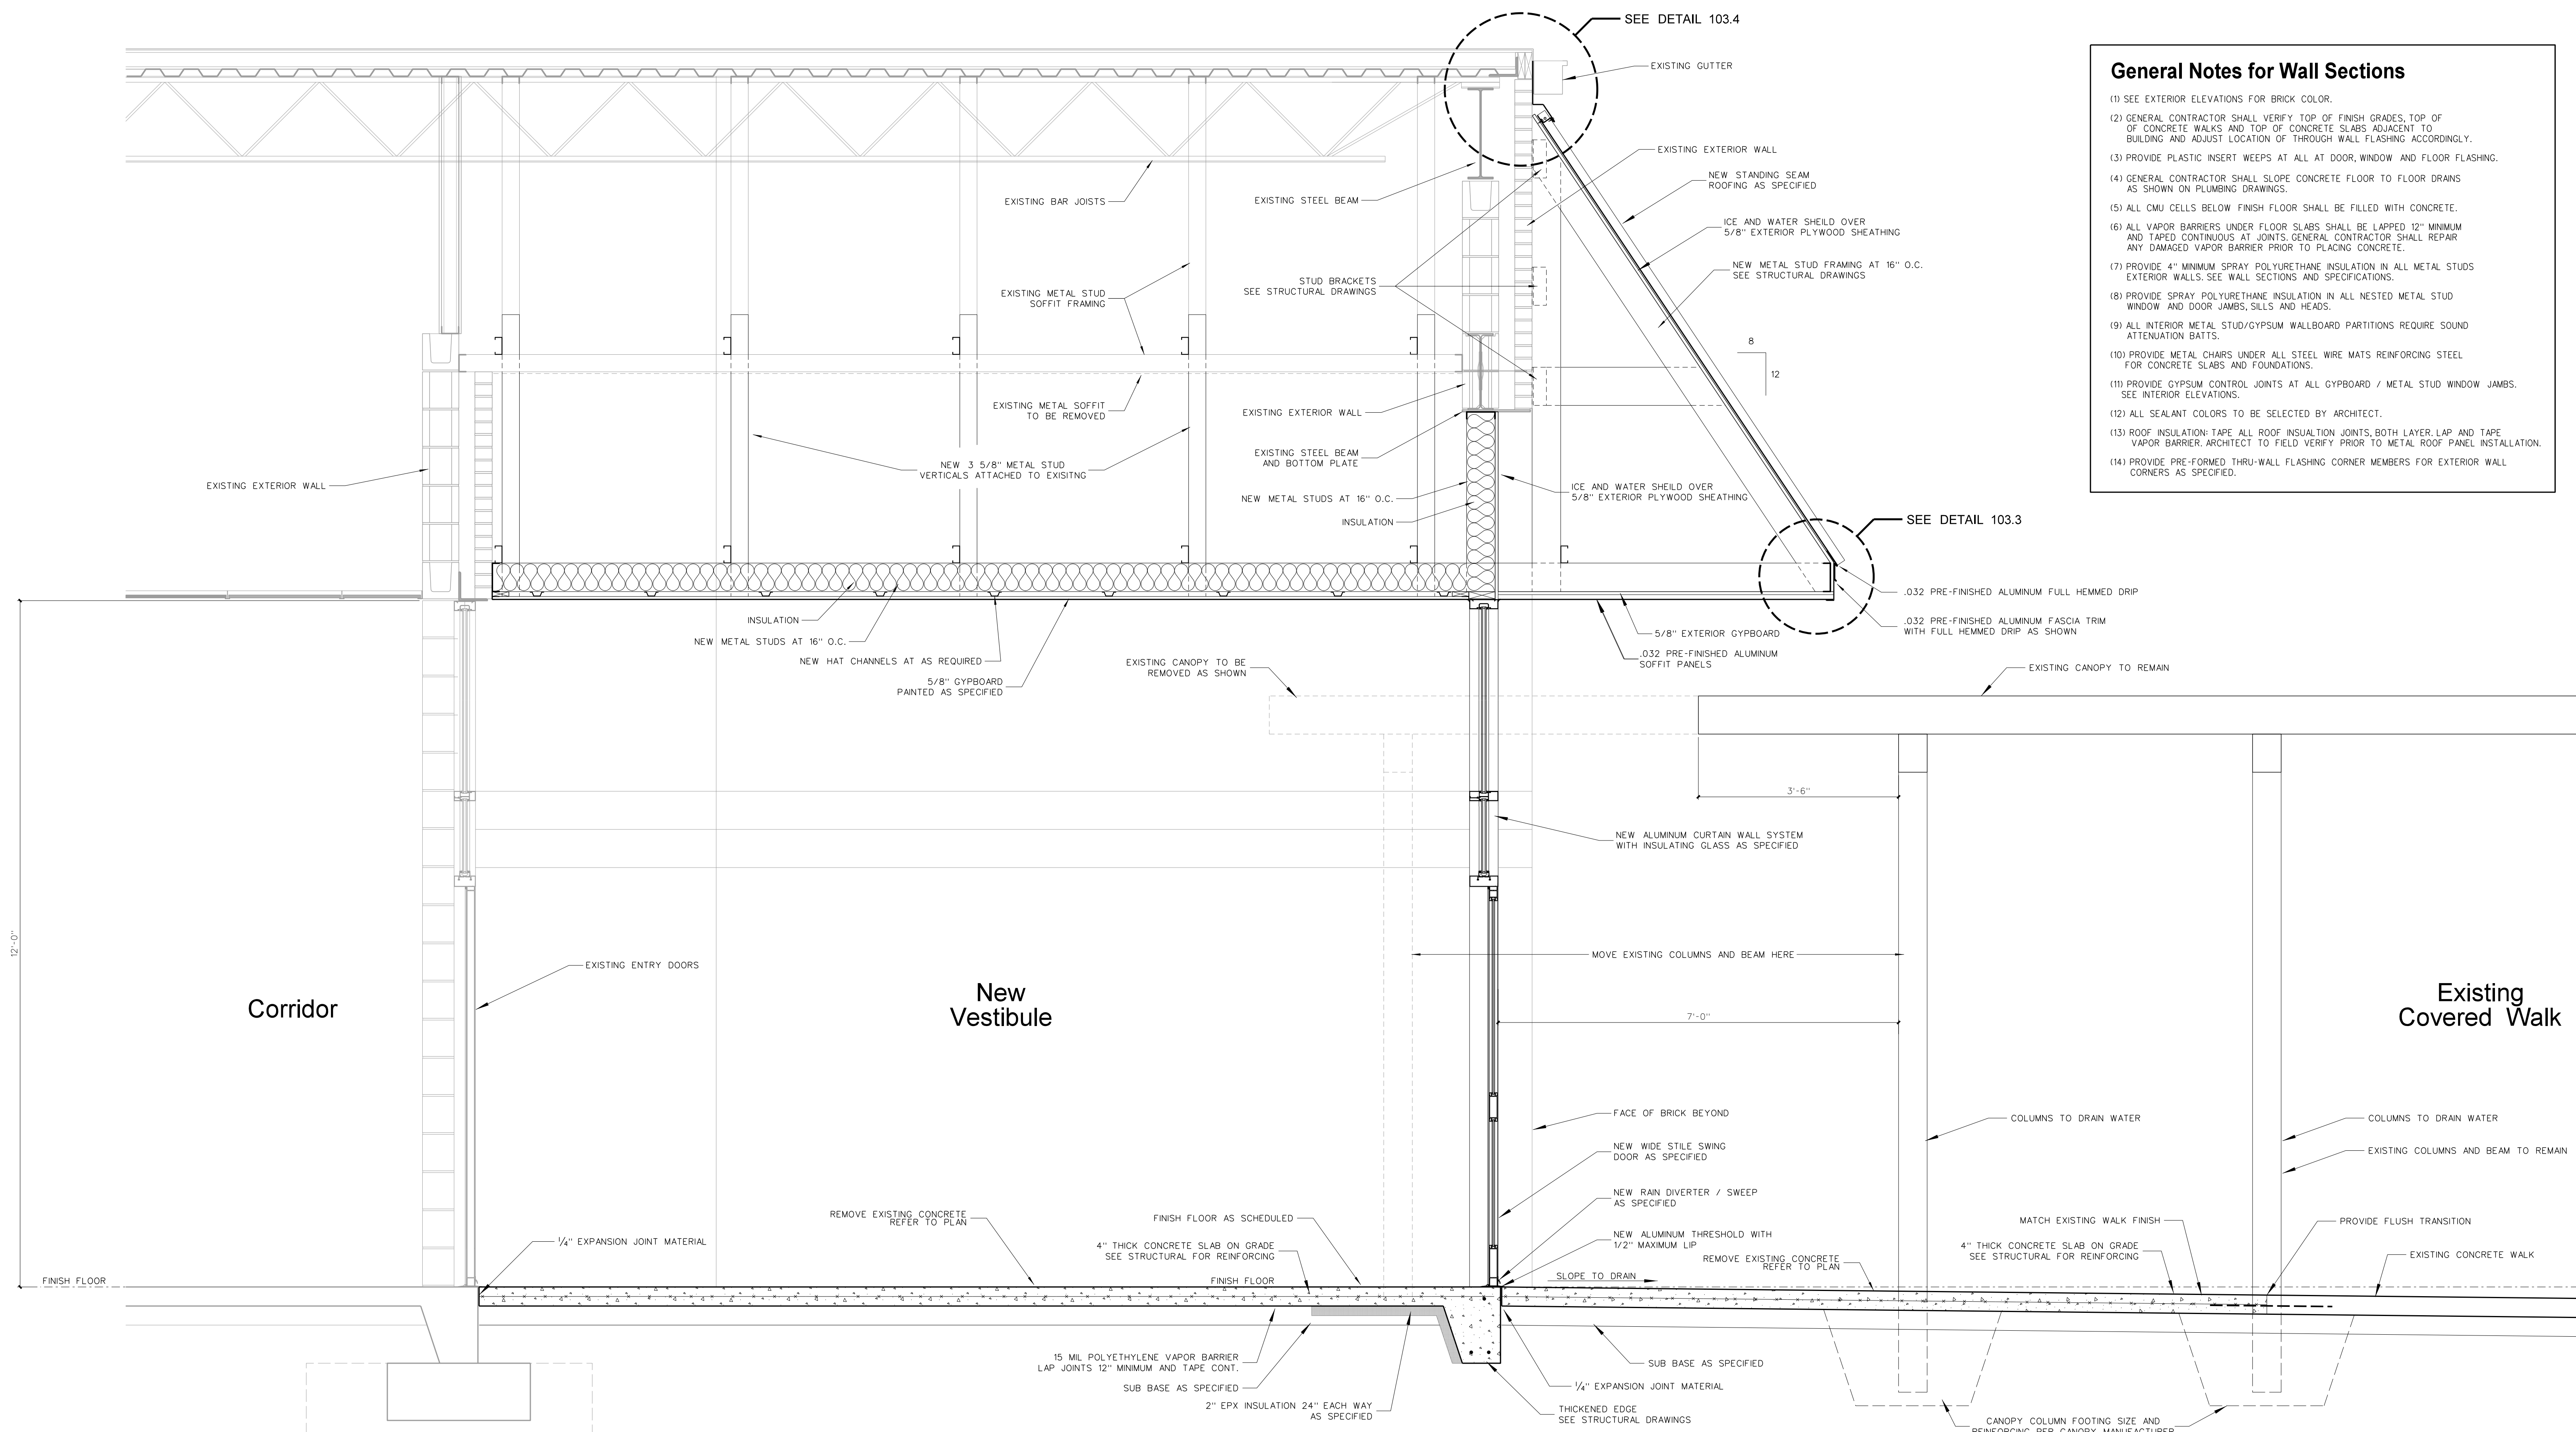 SEE DETAIL 103.4
EXISTING GUTTER
EXISTING EXTERIOR WALL
NEW STANDING SEAM
ROOFING AS SPECIFIED
EXISTING BAR JOISTS
EXISTING STEEL BEAM
ICE AND WATER SHEILD OVER
5/8" EXTERIOR PLYWOOD SHEATHING
NEW METAL STUD FRAMING AT 16" O.C.
SEE STRUCTURAL DRAWINGS
STUD BRACKETS
SEE STRUCTURAL DRAWINGS
EXISTING METAL STUD
SOFFIT FRAMING
8
12
EXISTING METAL SOFFIT
TO BE REMOVED
EXISTING EXTERIOR WALL
EXISTING STEEL BEAM
AND BOTTOM PLATE
NEW 3 5/8" METAL STUD
VERTICALS ATTACHED TO EXISITNG
EXISTING EXTERIOR WALL
ICE AND WATER SHEILD OVER
5/8" EXTERIOR PLYWOOD SHEATHING
NEW METAL STUDS AT 16" O.C.
INSULATION
SEE DETAIL 103.3
General Notes for Wall Sections
(1) SEE EXTERIOR ELEVATIONS FOR BRICK COLOR.
(2) GENERAL CONTRACTOR SHALL VERIFY TOP OF FINISH GRADES, TOP OF
OF CONCRETE WALKS AND TOP OF CONCRETE SLABS ADJACENT TO
BUILDING AND ADJUST LOCATION OF THROUGH WALL FLASHING ACCORDINGLY.
(3) PROVIDE PLASTIC INSERT WEEPS AT ALL AT DOOR, WINDOW AND FLOOR FLASHING.
(4) GENERAL CONTRACTOR SHALL SLOPE CONCRETE FLOOR TO FLOOR DRAINS
AS SHOWN ON PLUMBING DRAWINGS.
(5) ALL CMU CELLS BELOW FINISH FLOOR SHALL BE FILLED WITH CONCRETE.
(6) ALL VAPOR BARRIERS UNDER FLOOR SLABS SHALL BE LAPPED 12" MINIMUM
AND TAPED CONTINUOUS AT JOINTS. GENERAL CONTRACTOR SHALL REPAIR
ANY DAMAGED VAPOR BARRIER PRIOR TO PLACING CONCRETE.
(7) PROVIDE 4" MINIMUM SPRAY POLYURETHANE INSULATION IN ALL METAL STUDS
EXTERIOR WALLS. SEE WALL SECTIONS AND SPECIFICATIONS.
(8) PROVIDE SPRAY POLYURETHANE INSULATION IN ALL NESTED METAL STUD
WINDOW AND DOOR JAMBS, SILLS AND HEADS.
(9) ALL INTERIOR METAL STUD/GYPSUM WALLBOARD PARTITIONS REQUIRE SOUND
ATTENUATION BATTS.
(10) PROVIDE METAL CHAIRS UNDER ALL STEEL WIRE MATS REINFORCING STEEL
FOR CONCRETE SLABS AND FOUNDATIONS.
(11) PROVIDE GYPSUM CONTROL JOINTS AT ALL GYPBOARD / METAL STUD WINDOW JAMBS.
SEE INTERIOR ELEVATIONS.
(12) ALL SEALANT COLORS TO BE SELECTED BY ARCHITECT.
(13) ROOF INSULATION: TAPE ALL ROOF INSUALTION JOINTS, BOTH LAYER. LAP AND TAPE
VAPOR BARRIER. ARCHITECT TO FIELD VERIFY PRIOR TO METAL ROOF PANEL INSTALLATION.
(14) PROVIDE PRE-FORMED THRU-WALL FLASHING CORNER MEMBERS FOR EXTERIOR WALL
CORNERS AS SPECIFIED.
.032 PRE-FINISHED ALUMINUM FULL HEMMED DRIP
.032 PRE-FINISHED ALUMINUM FASCIA TRIM
WITH FULL HEMMED DRIP AS SHOWN
INSULATION
NEW METAL STUDS AT 16" O.C.
NEW HAT CHANNELS AT AS REQUIRED
5/8" GYPBOARD
PAINTED AS SPECIFIED
5/8" EXTERIOR GYPBOARD
.032 PRE-FINISHED ALUMINUM
SOFFIT PANELS
EXISTING CANOPY TO BE
REMOVED AS SHOWN
EXISTING CANOPY TO REMAIN
3'-6"
NEW ALUMINUM CURTAIN WALL SYSTEM
WITH INSULATING GLASS AS SPECIFIED
12'-0"
EXISTING ENTRY DOORS
MOVE EXISTING COLUMNS AND BEAM HERE
Corridor
New
Vestibule
Existing
Covered Walk
7'-0"
FACE OF BRICK BEYOND
NEW WIDE STILE SWING
DOOR AS SPECIFIED
COLUMNS TO DRAIN WATER
COLUMNS TO DRAIN WATER
EXISTING COLUMNS AND BEAM TO REMAIN
NEW RAIN DIVERTER / SWEEP
AS SPECIFIED
NEW ALUMINUM THRESHOLD WITH
1/2" MAXIMUM LIP
REMOVE EXISTING CONCRETE
REFER TO PLAN
FINISH FLOOR AS SCHEDULED
1/4" EXPANSION JOINT MATERIAL
4" THICK CONCRETE SLAB ON GRADE
SEE STRUCTURAL FOR REINFORCING
REMOVE EXISTING CONCRETE
REFER TO PLAN
MATCH EXISTING WALK FINISH
4" THICK CONCRETE SLAB ON GRADE
SEE STRUCTURAL FOR REINFORCING
PROVIDE FLUSH TRANSITION
EXISTING CONCRETE WALK
FINISH FLOOR
FINISH FLOOR
SLOPE TO DRAIN
15 MIL POLYETHYLENE VAPOR BARRIER
LAP JOINTS 12" MINIMUM AND TAPE CONT.
SUB BASE AS SPECIFIED
2" EPX INSULATION 24" EACH WAY
AS SPECIFIED
SUB BASE AS SPECIFIED
1/4" EXPANSION JOINT MATERIAL
THICKENED EDGE
SEE STRUCTURAL DRAWINGS
CANOPY COLUMN FOOTING SIZE AND
REINFORCING PER CANOPY MANUFACTURER